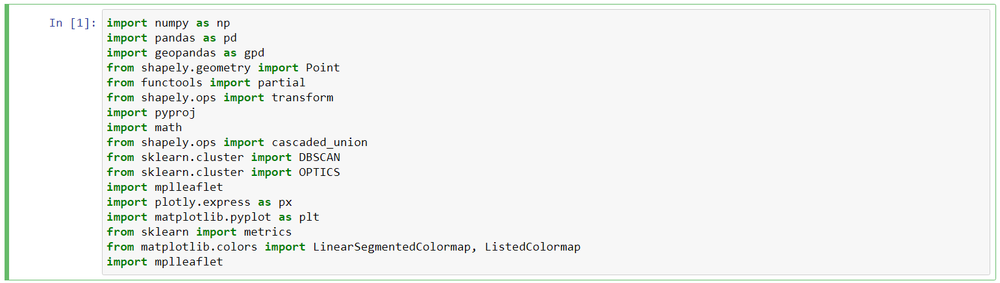 In [1]: import numpy as np
import pandas as pd
import geopandas as gpd
from shapely.geometry import Point
from functools import partial
from shapely.ops import transform
import pyproj
import math
from shapely.ops import cascaded_union
from sklearn.cluster import DBSCAN
from sklearn.cluster import OPTICS
import mplleaflet
import plotly.express as px
import matplotlib.pyplot as plt
from sklearn import metrics
from matplotlib.colors import LinearSegmentedColormap, ListedColormap
import mplleaflet